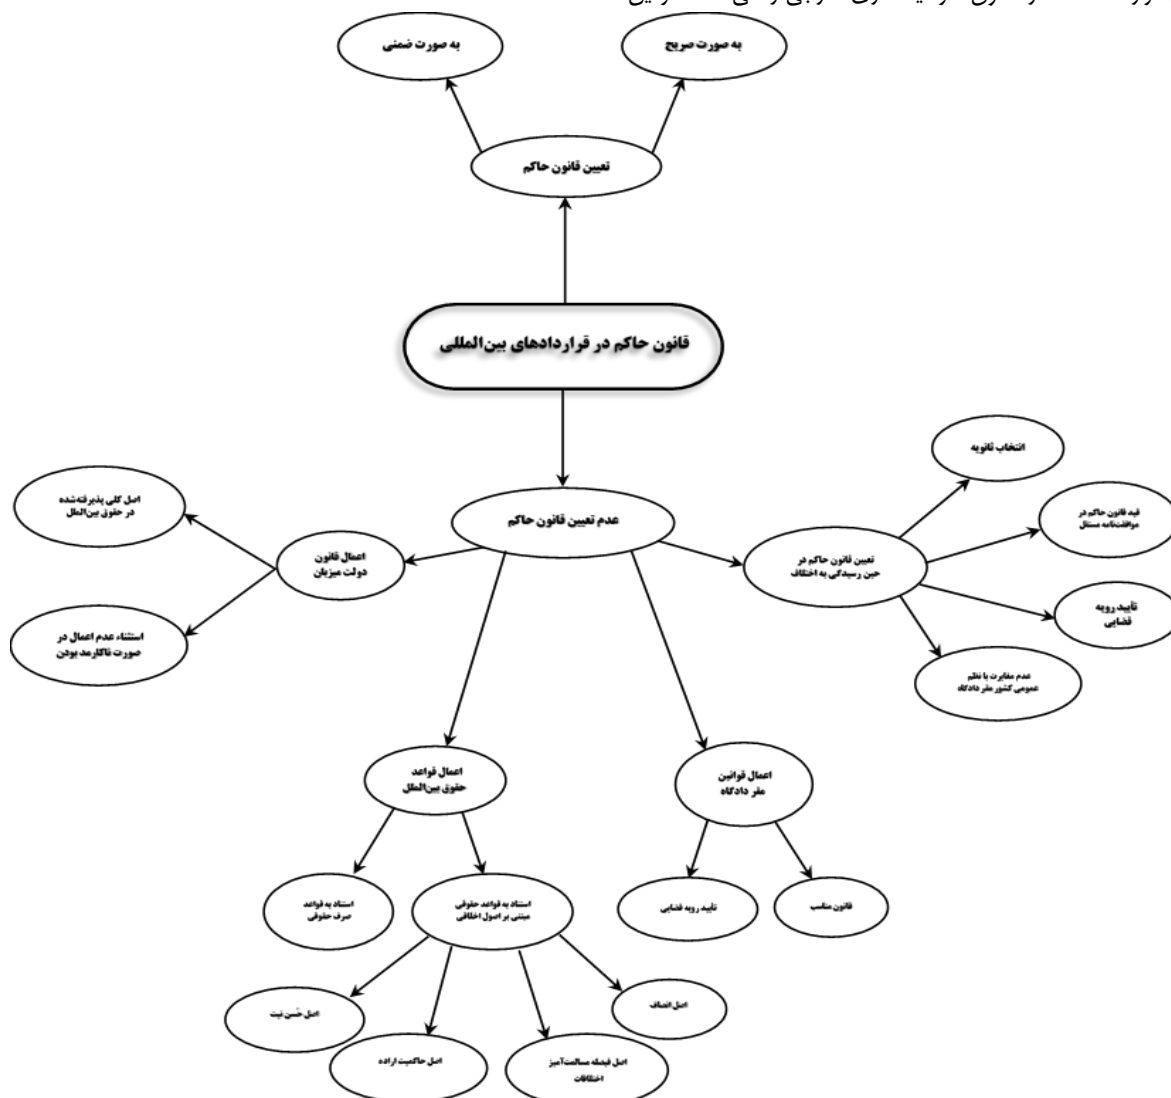 به صورت صریح
به صورت ضمنی
تعیین قانون حاکم
قانون حاکم در قراردادهای بین‌المللی
انتخاب ثانویه
اصل کلی پذیرفته‌شده
در حقوق بین‌الملل
قید قانون حاکم در
موافقت‌نامه مستقل
عدم تعیین قانون حاکم
تعیین قانون حاکم در
حین رسیدگی به اختلاف
اعمال قانون
دولت میزبان
تأیید رویه
قضایی
استثناء عدم اعمال در
صورت ناکارمد بودن
عدم مغایرت با نظم
عمومی کشور مقر دادگاه
اعمال قوانین
مقر دادگاه
اعمال قواعد
حقوق بین‌الملل
قانون مناسب
تأیید رویه قضایی
استناد به قواعد حقوقی
مبتنی بر اصول اخلاقی
استناد به قواعد
صرف حقوقی
اصل انصاف
اصل حُسن نیت
اصل فیصله مسالمت‌آمیز
اختلافات
اصل حاکمیت اراده